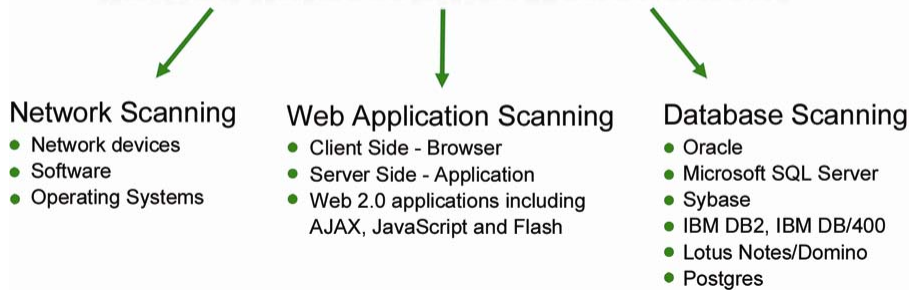 Network Scanning
Network devices
Software
Operating Systems
Web Application Scanning
Client Side - Browser
Server Side - Application
Web 2.0 applications including
AJAX, JavaScript and Flash
Database Scanning
Oracle
Microsoft SQL Server
Sybase
IBM DB2, IBM DB/400
Lotus Notes/Domino
Postgres